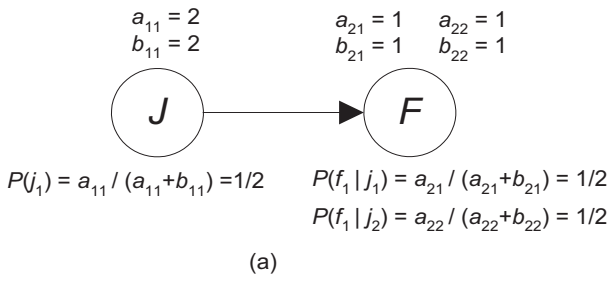 a₁₁ = 2
b₁₁ = 2
a₂₁ = 1 a₂₂ = 1
b₂₁ = 1 b₂₂ = 1
J F
P(j₁) = a₁₁ / (a₁₁+b₁₁) =1/2
P(f₁ | j₁) = a₂₁ / (a₂₁+b₂₁) = 1/2
P(f₁ | j₂) = a₂₂ / (a₂₂+b₂₂) = 1/2
(a)